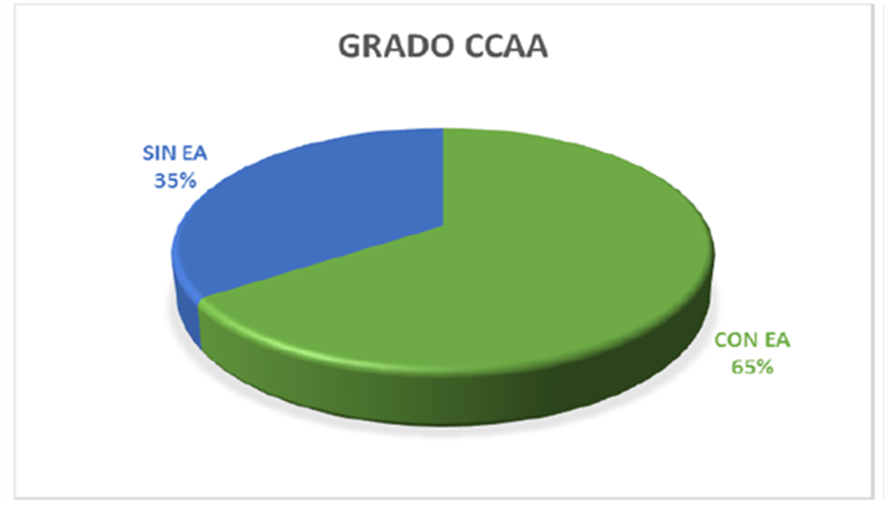 GRADO CCAA
SIN EA
35%
CON EA
65%